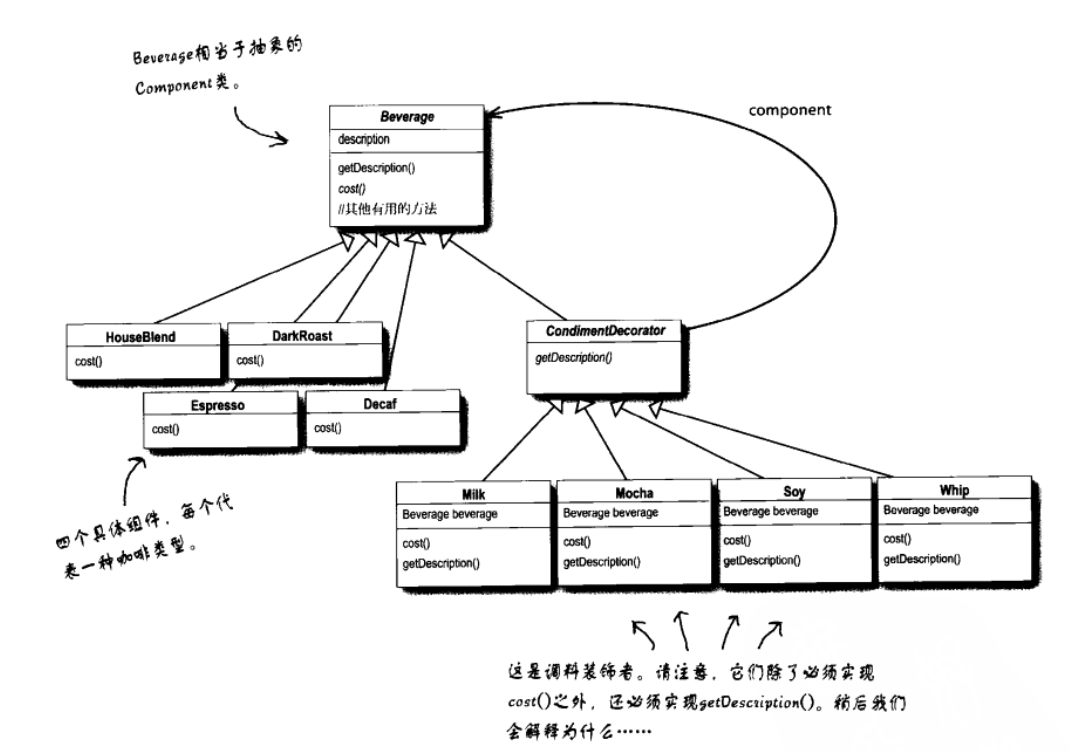 Beverage相当于抽象的
Component类。
component
Beverage
description
getDescription()
cost()
//其他有用的方法
HouseBlend
cost()
DarkRoast
cost()
CondimentDecorator
getDescription()
Espresso
cost()
Decaf
cost()
四个具体组件，每个代
表一种咖啡类型。
Milk
Beverage beverage
cost()
getDescription()
Mocha
Beverage beverage
cost()
getDescription()
Soy
Beverage beverage
cost()
getDescription()
Whip
Beverage beverage
cost()
getDescription()
这是调料装饰者。请注意，它们除了必须实现
cost()之外，还必须实现getDescription()。稍后我们
会解释为什么……